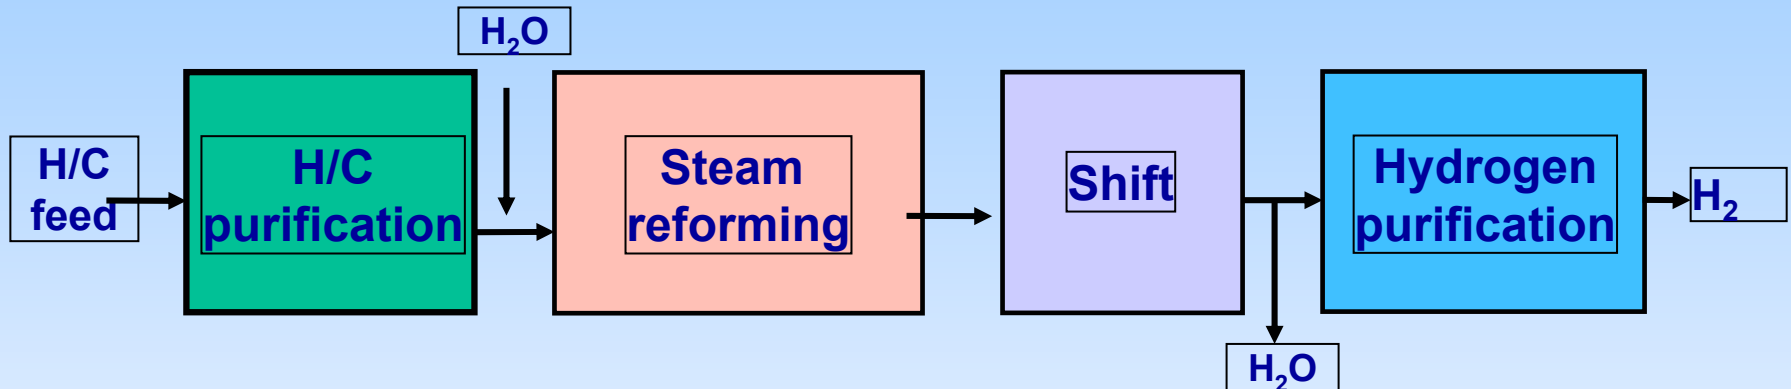 H₂O
H/C
feed
H/C
purification
Steam
reforming
Shift
Hydrogen
purification
H₂
H₂O